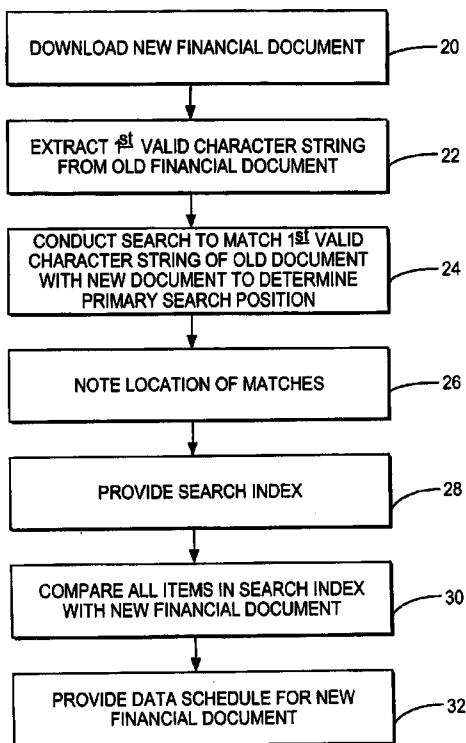 DOWNLOAD NEW FINANCIAL DOCUMENT
20
EXTRACT 1st VALID CHARACTER STRING
FROM OLD FINANCIAL DOCUMENT
22
CONDUCT SEARCH TO MATCH 1st VALID
CHARACTER STRING OF OLD DOCUMENT
WITH NEW DOCUMENT TO DETERMINE
PRIMARY SEARCH POSITION
24
NOTE LOCATION OF MATCHES
26
PROVIDE SEARCH INDEX
28
COMPARE ALL ITEMS IN SEARCH INDEX
WITH NEW FINANCIAL DOCUMENT
30
PROVIDE DATA SCHEDULE FOR NEW
FINANCIAL DOCUMENT
32